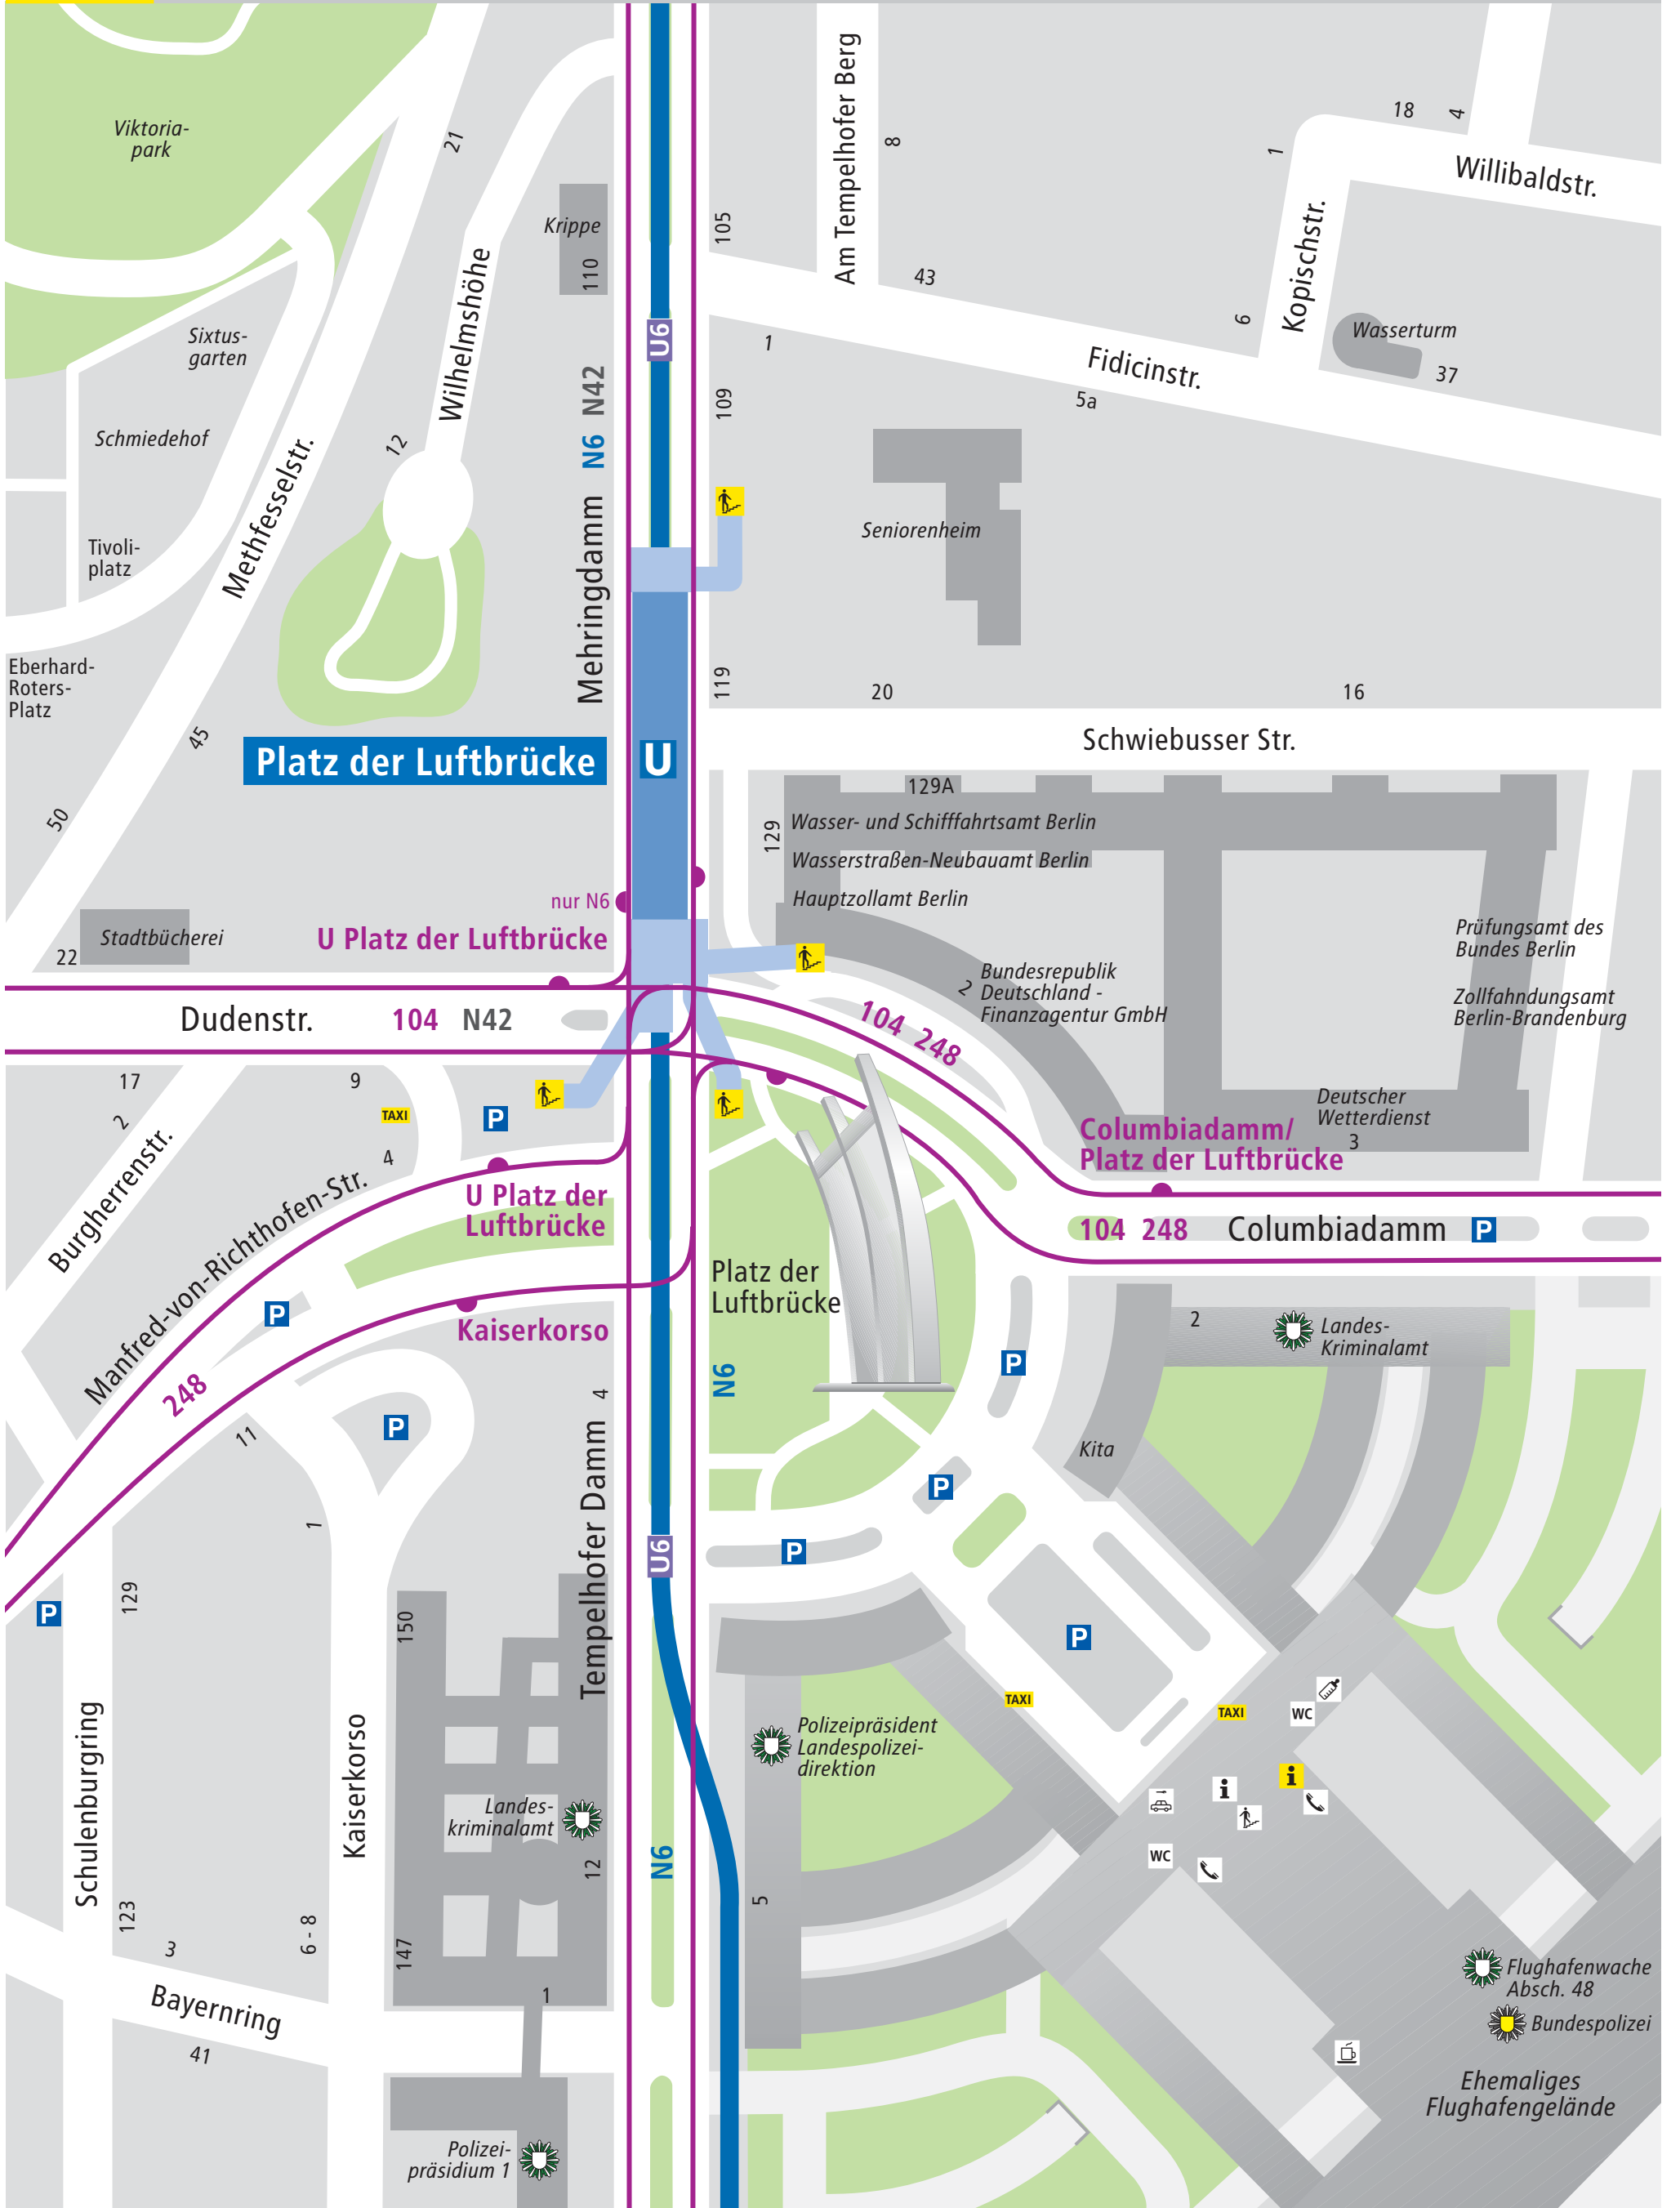 Viktoria-
park
21
Krippe
110
105
Am Tempelhofer Berg
8
43
1
18
4
Willibaldstr.
Kopischstr.
6
Wasserturm
37
Fidicinstr.
1
5a
Sixtus-
garten
Schmiedehof
Tivoli-
platz
Eberhard-
Roters-
Platz
Wilhelmshöhe
12
Methfesselstr.
45
50
U6
N6 N42
Mehringdamm
109
119
Seniorenheim
20
16
Schwiebusser Str.
Platz der Luftbrücke
U
129A
129
Wasser- und Schifffahrtsamt Berlin
Wasserstraßen-Neubauamt Berlin
Hauptzollamt Berlin
nur N6
U Platz der Luftbrücke
Stadtbücherei
22
Prüfungsamt des
Bundes Berlin
Zollfahndungsamt
Berlin-Brandenburg
2
Bundesrepublik
Deutschland -
Finanzagentur GmbH
Dudenstr.
104 N42
104 248
17
2
9
TAXI
P
4
Burgherrenstr.
Manfred-von-Richthofen-Str.
Deutscher
Wetterdienst
3
Columbiadamm/
Platz der Luftbrücke
U Platz der
Luftbrücke
104 248
Columbiadamm
P
Platz der
Luftbrücke
P
Kaiserkorso
248
2
Landes-
Kriminalamt
P
N6
4
11
P
Kita
P
1
Tempelhofer Damm
U6
P
P
129
150
P
TAXI
TAXI
WC
Polizeipräsident
Landespolizei-
direktion
i
i
Schulenburgring
Kaiserkorso
Landes-
kriminalamt
12
N6
WC
5
123
6 - 8
147
3
Bayernring
1
41
Flughafenwache
Absch. 48
Bundespolizei
Ehemaliges
Flughafengelände
Polizei-
präsidium 1